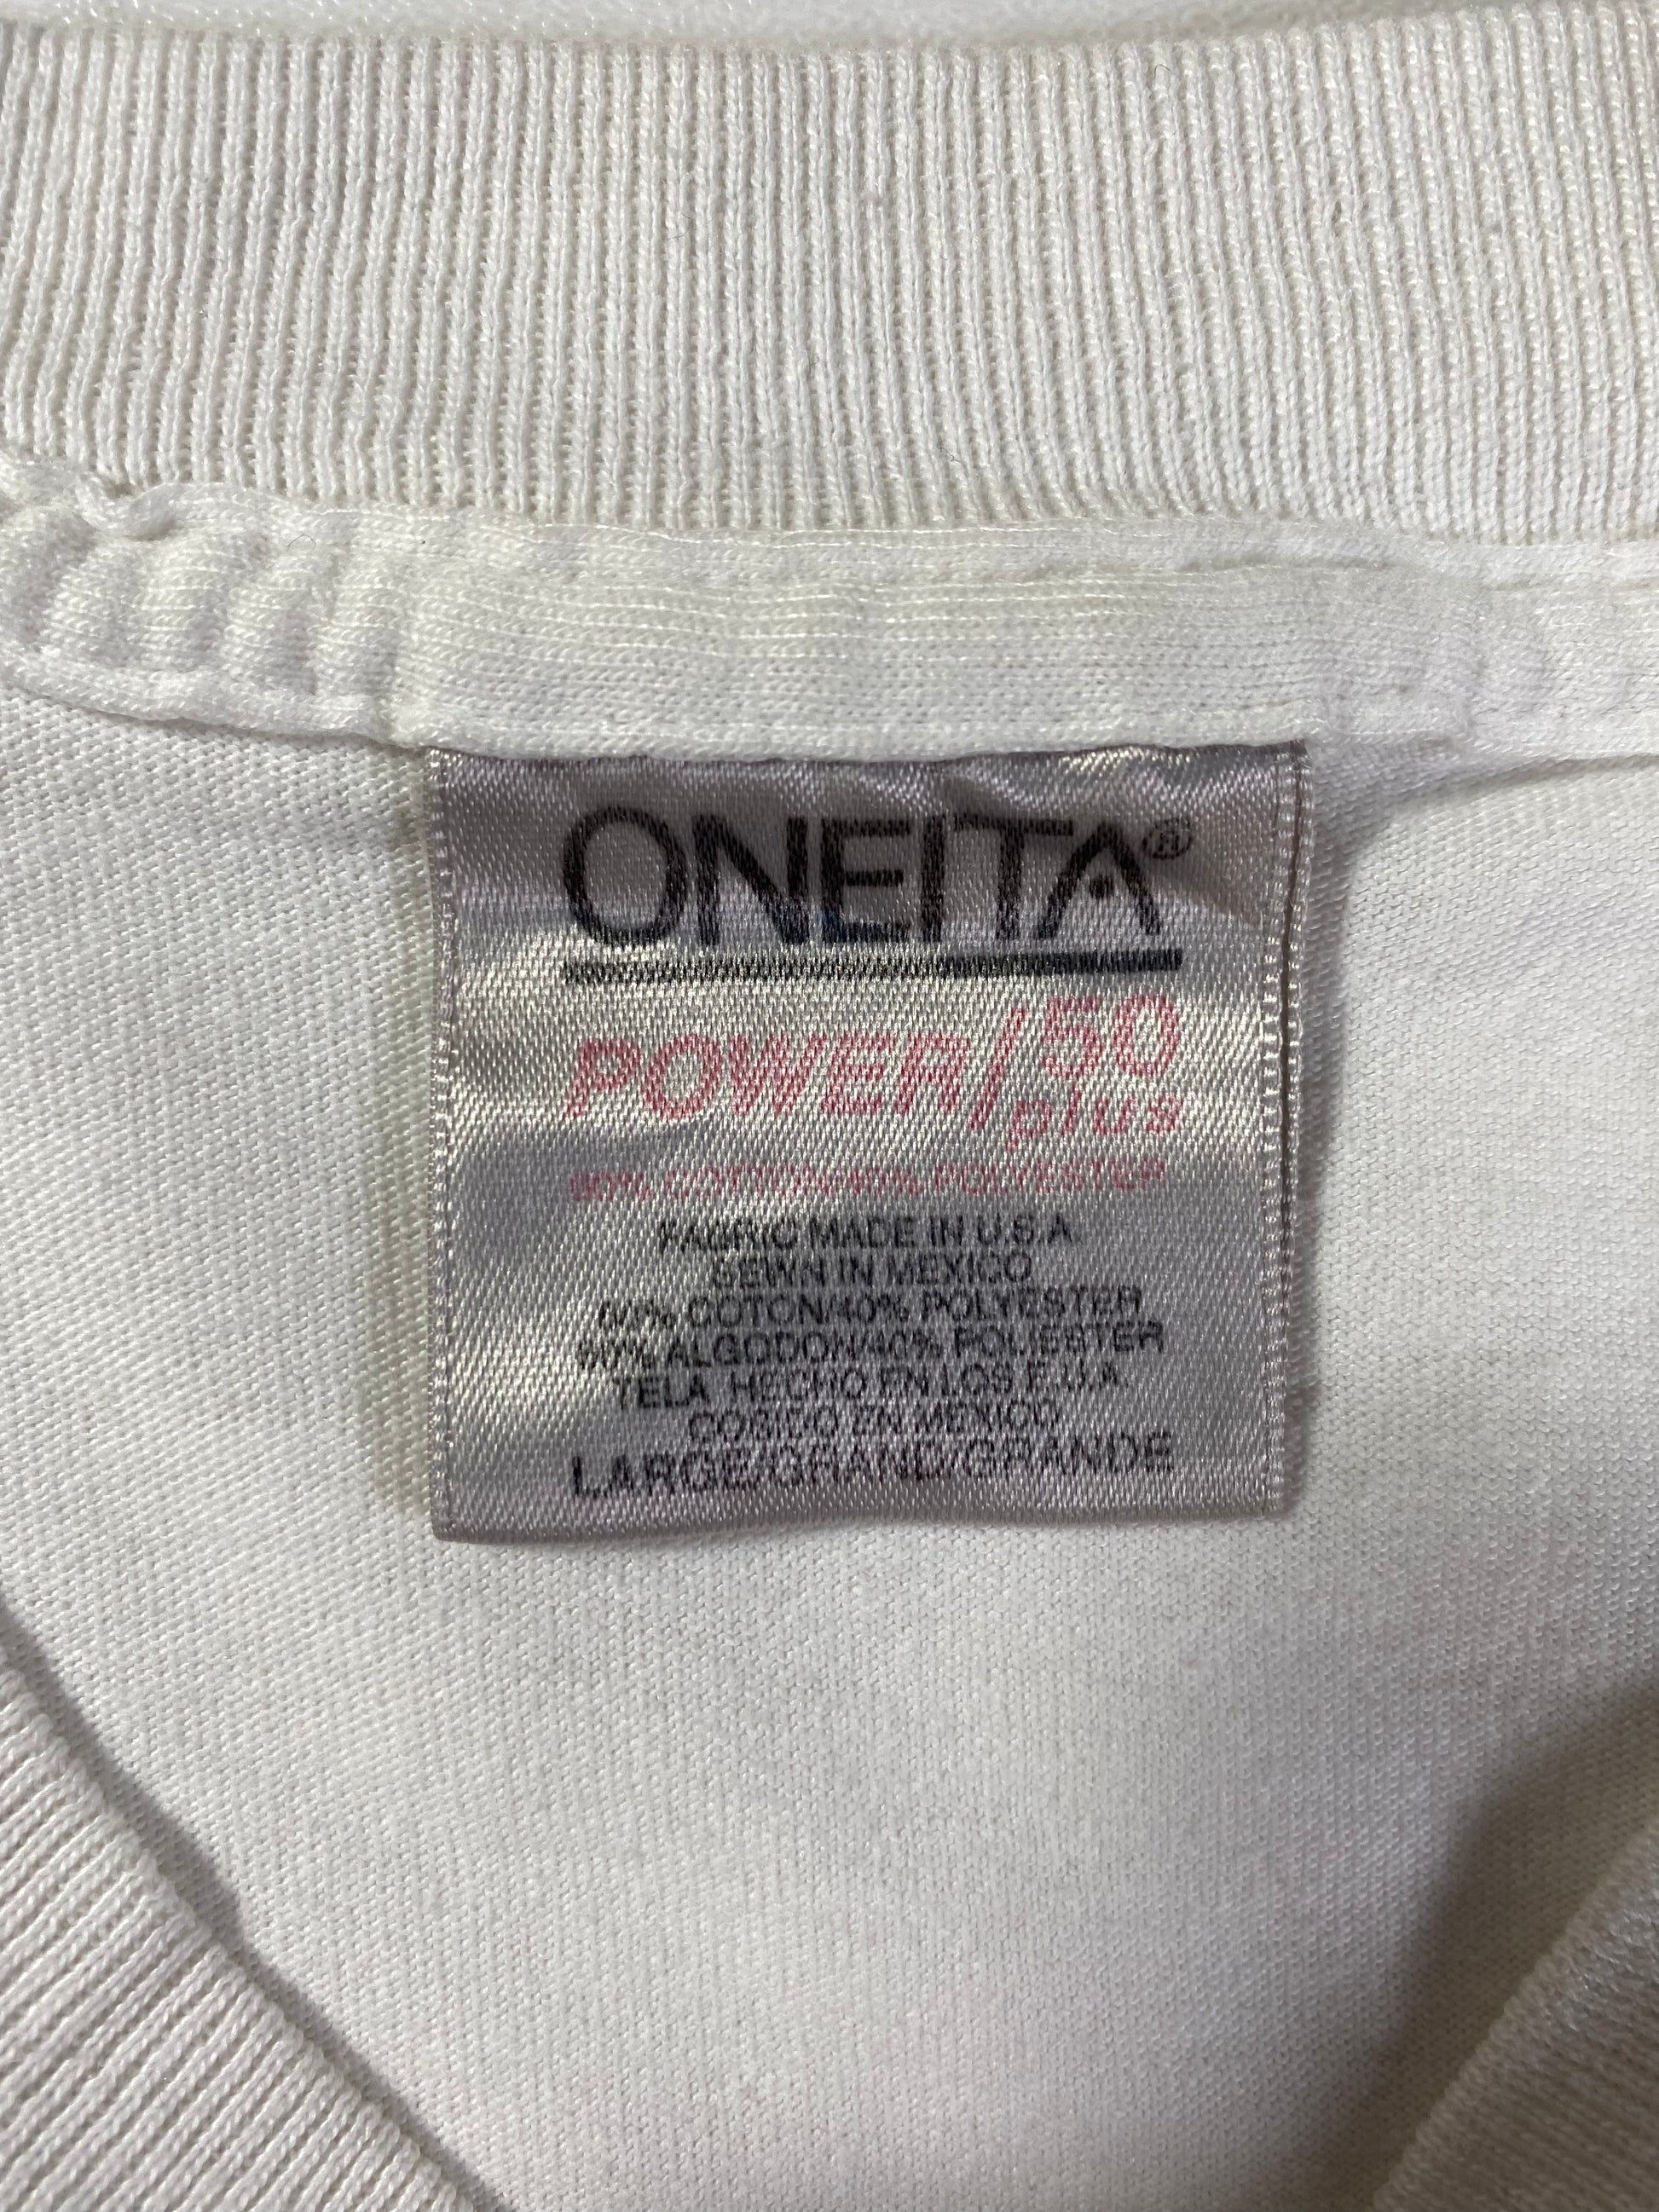 ONEITA®
POWER/50
plus
60% COTTON/40% POLYESTER
FABRIC MADE IN U.S.A
SEWN IN MEXICO
60% COTON/40% POLYESTER
60% ALGODON/40% POLIESTER
TELA HECHO EN LOS E.U.A
COSIDO EN MEXICO
LARGE/GRAND/GRANDE